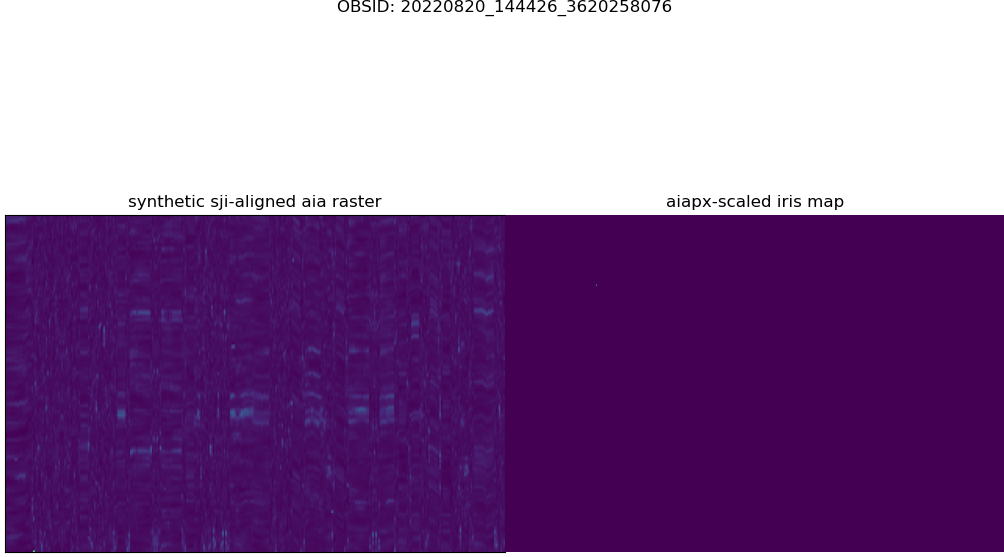 OBSID: 20220820_144426_3620258076
synthetic sji-aligned aia raster
aiapx-scaled iris map